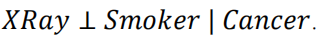 XRay ⊥ Smoker | Cancer.